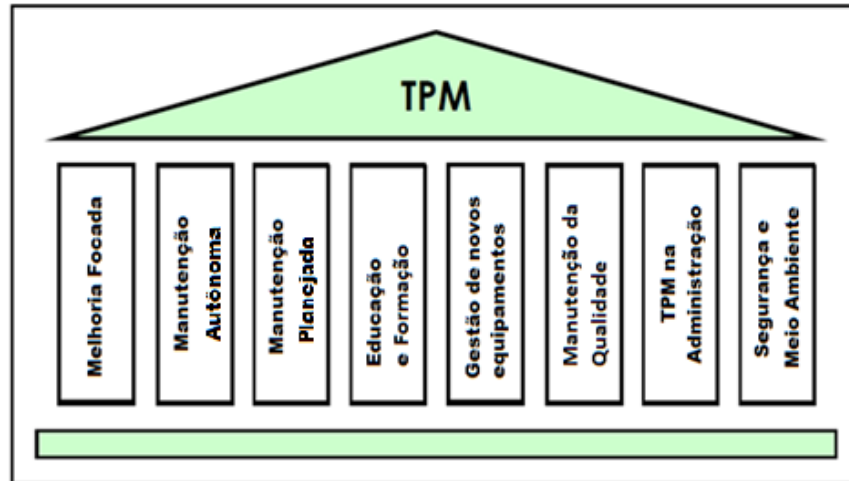 TPM
Melhoria Focada
Manutenção
Autônoma
Manutenção
Planejada
Educação
e Formação
Gestão de novos
equipamentos
Manutenção da
Qualidade
TPM na
Administração
Segurança e
Meio Ambiente